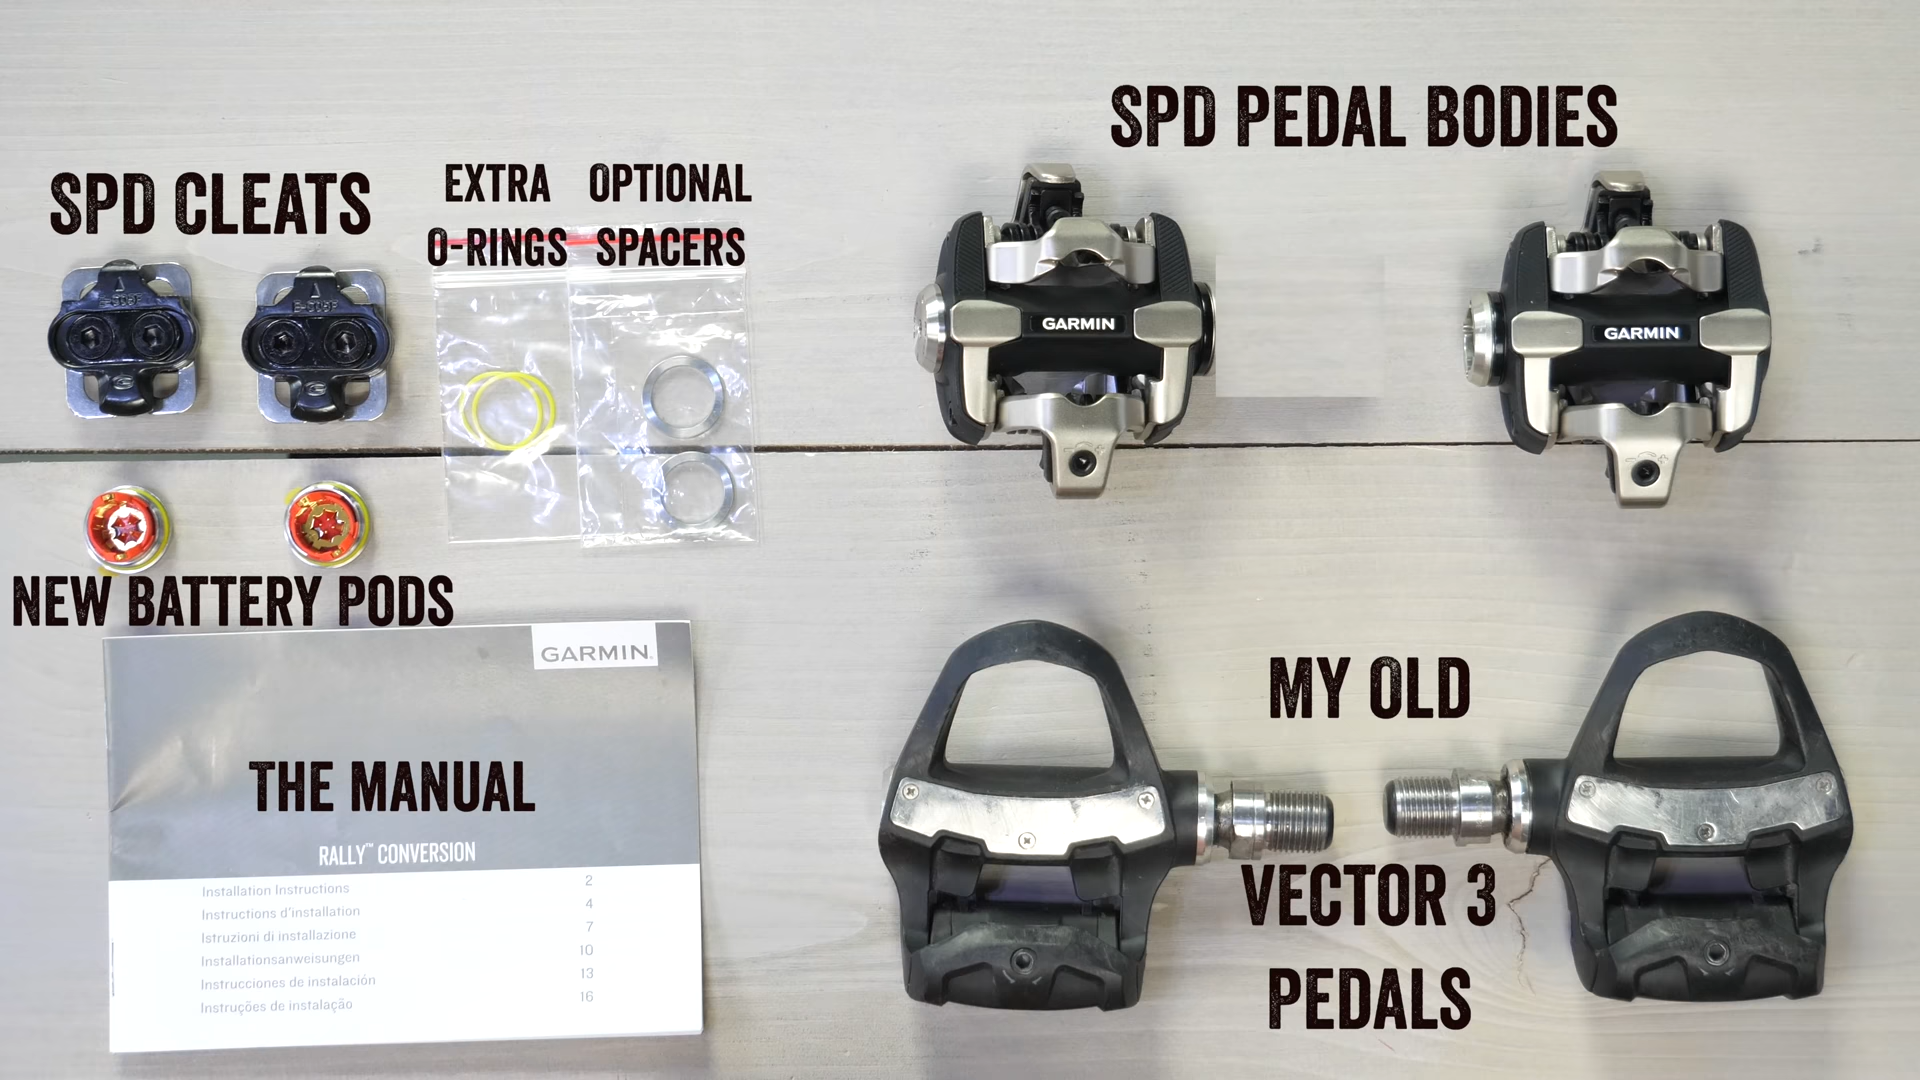 SPD PEDAL BODIES
SPD CLEATS
EXTRA
O-RINGS
OPTIONAL
SPACERS
GARMIN
GARMIN
NEW BATTERY PODS
GARMIN
THE MANUAL
RALLY™ CONVERSION
Installation Instructions 2
Instructions d'installation 4
Istruzioni di installazione 7
Installationsanweisungen 10
Instrucciones de instalación 13
Instruções de instalação 16
MY OLD
VECTOR 3
PEDALS